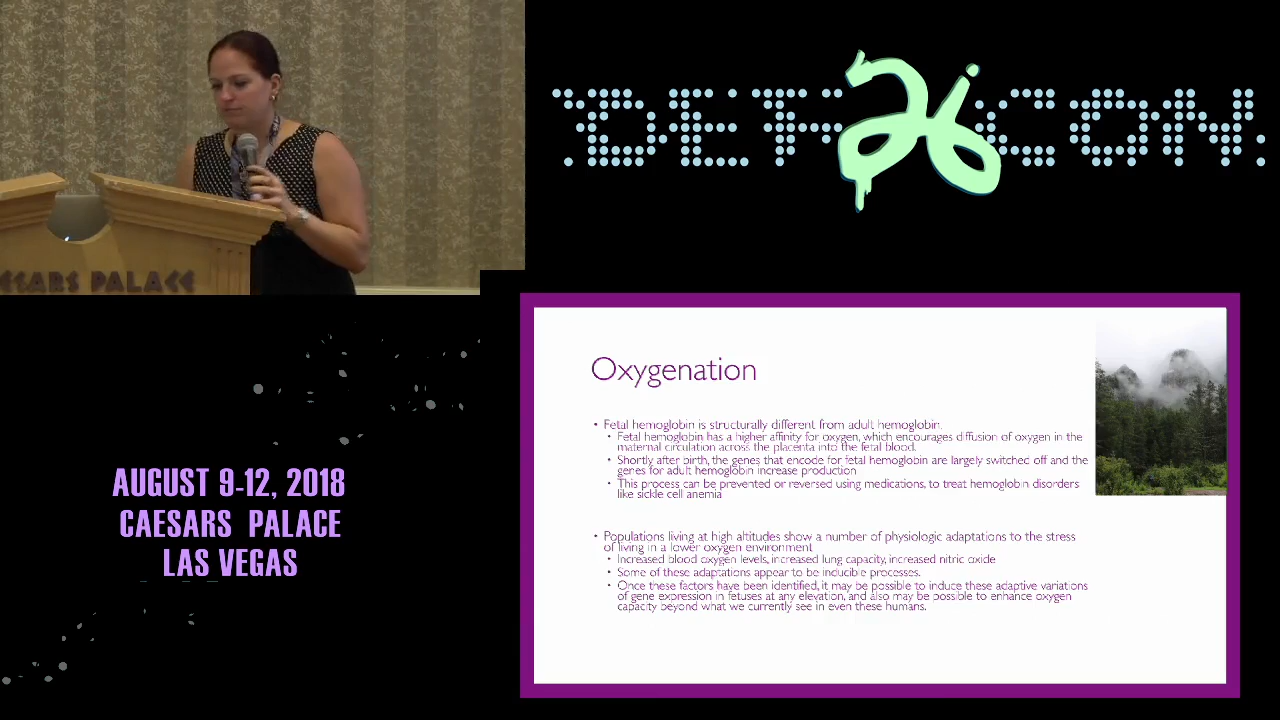 DEF 26 CON
ESARS PALACE
Oxygenation
• Fetal hemoglobin is structurally different from adult hemoglobin.
• Fetal hemoglobin has a higher affinity for oxygen, which encourages diffusion of oxygen in the
maternal circulation across the placenta into the fetal blood.
• Shortly after birth, the genes that encode for fetal hemoglobin are largely switched off and the
genes for adult hemoglobin increase production
• This process can be prevented or reversed using medications, to treat hemoglobin disorders
like sickle cell anemia
• Populations living at high altitudes show a number of physiologic adaptations to the stress
of living in a lower oxygen environment
• Increased blood oxygen levels, increased lung capacity, increased nitric oxide
• Some of these adaptations appear to be inducible processes.
• Once these factors have been identified, it may be possible to induce these adaptive variations
of gene expression in fetuses at any elevation, and also may be possible to enhance oxygen
capacity beyond what we currently see in even these humans.
AUGUST 9-12, 2018
CAESARS PALACE
LAS VEGAS